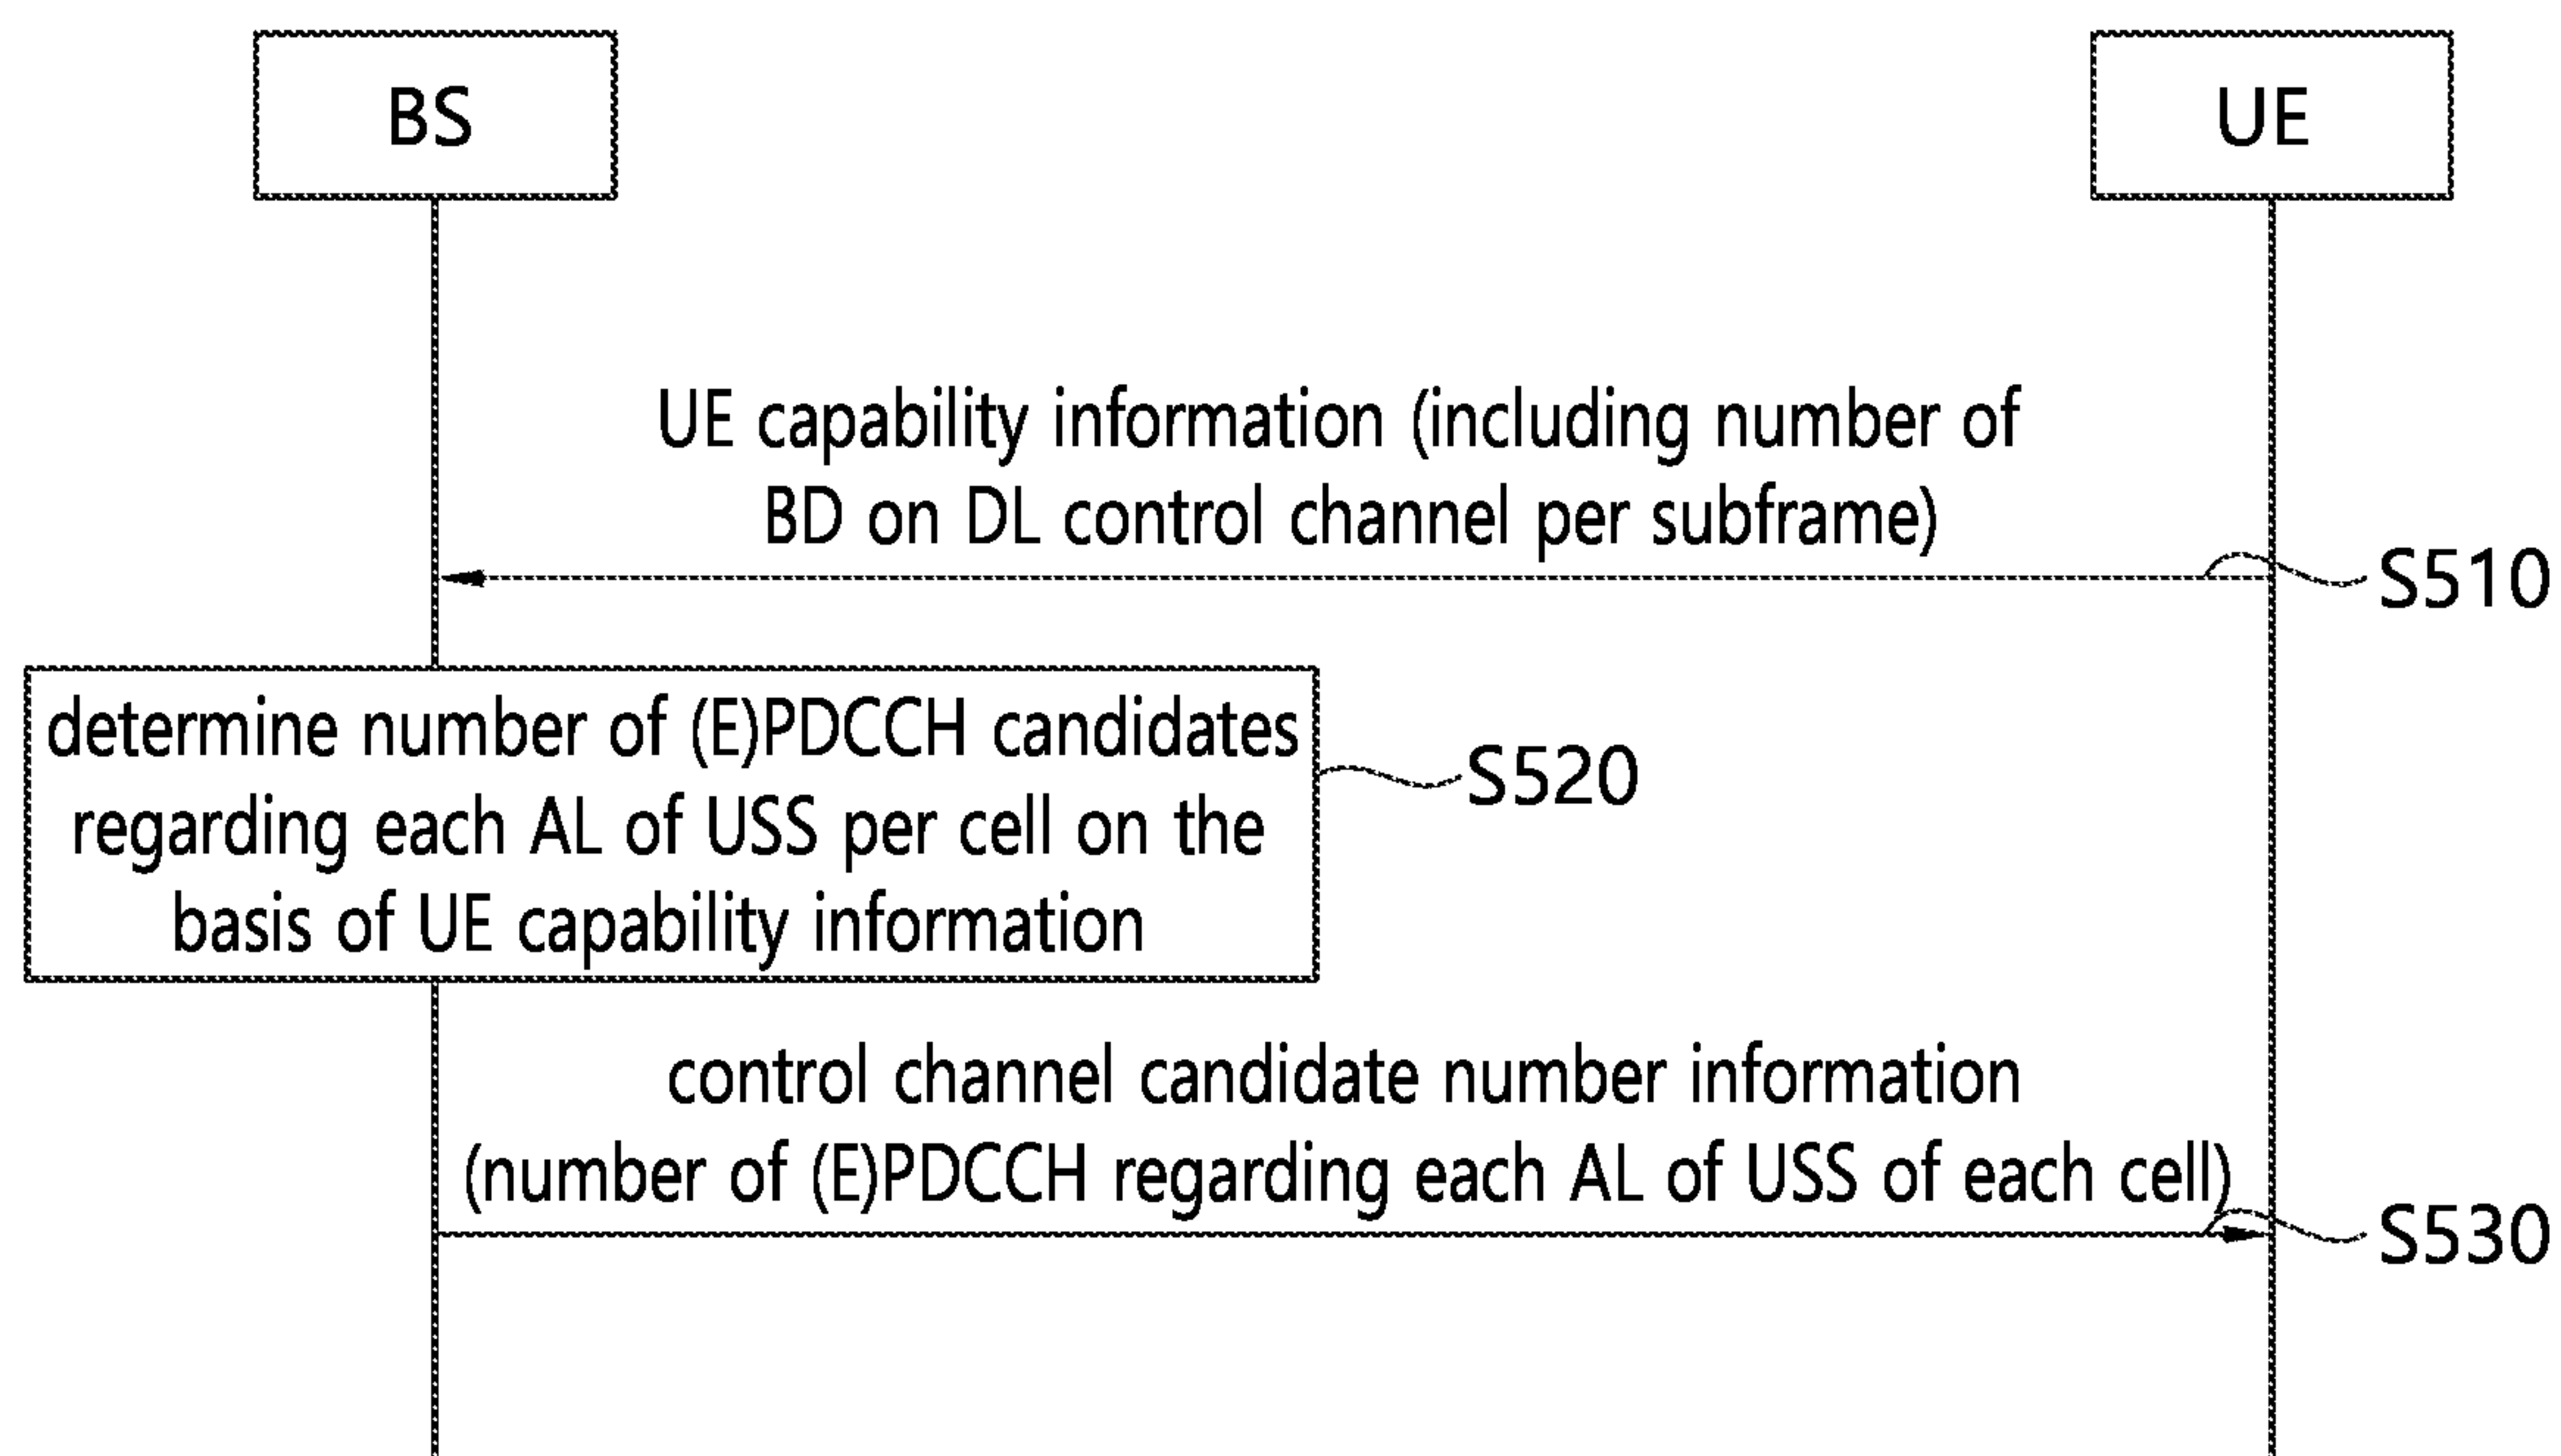 BS
UE
UE capability information (including number of
BD on DL control channel per subframe)
S510
determine number of (E)PDCCH candidates
regarding each AL of USS per cell on the
basis of UE capability information
S520
control channel candidate number information
(number of (E)PDCCH regarding each AL of USS of each cell)
S530